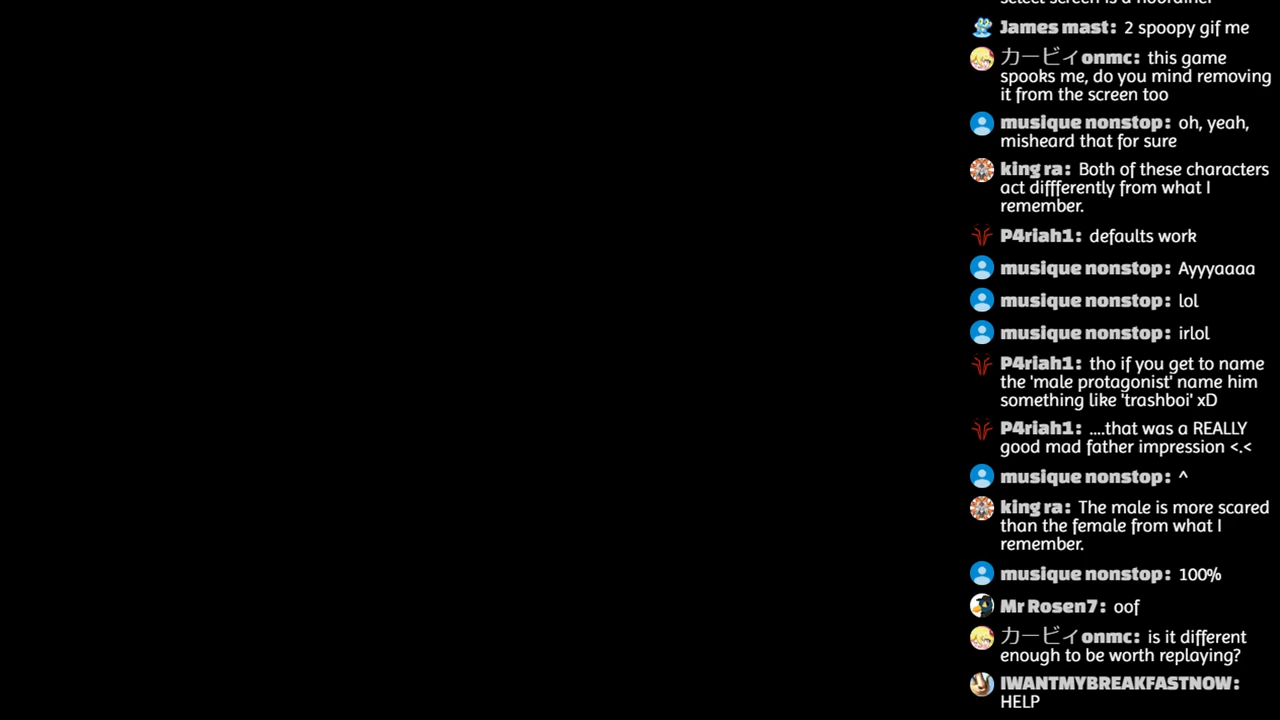 James mast: 2 spoopy gif me
カービィonmc: this game
spooks me, do you mind removing
it from the screen too
musique nonstop: oh, yeah,
misheard that for sure
king ra: Both of these characters
act diffferently from what I
remember.
P4riah1: defaults work
musique nonstop: Ayyyaaaa
musique nonstop: lol
musique nonstop: irlol
P4riah1: tho if you get to name
the 'male protagonist' name him
something like 'trashboi' xD
P4riah1: ....that was a REALLY
good mad father impression <.<
musique nonstop: ^
king ra: The male is more scared
than the female from what I
remember.
musique nonstop: 100%
Mr Rosen7: oof
カービィonmc: is it different
enough to be worth replaying?
IWANTMYBREAKFASTNOW:
HELP